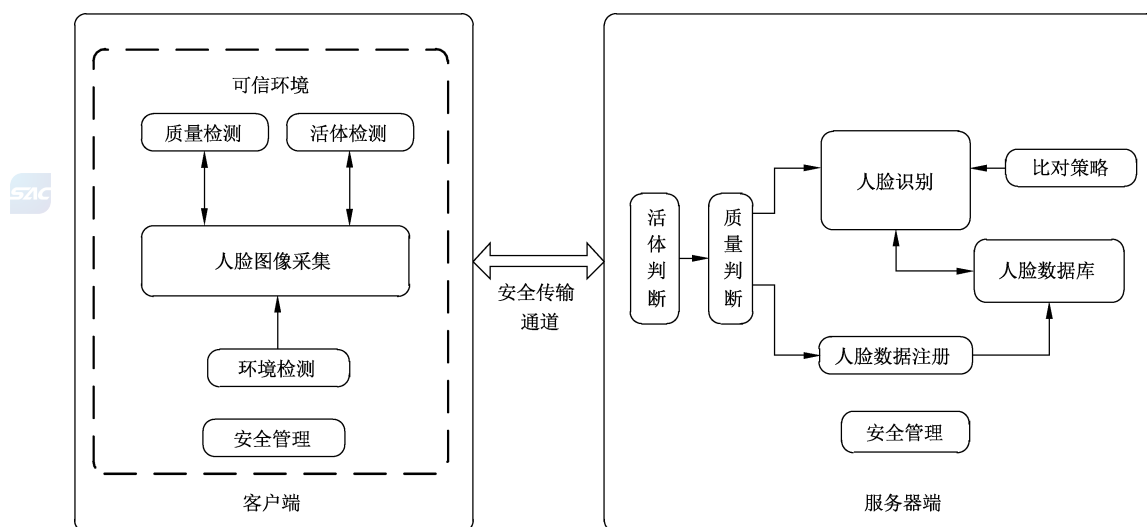 可信环境
质量检测
活体检测
人脸图像采集
环境检测
安全管理
客户端
安全传输
通道
活体判断
质量判断
人脸识别
比对策略
人脸数据库
人脸数据注册
安全管理
服务器端
SAC